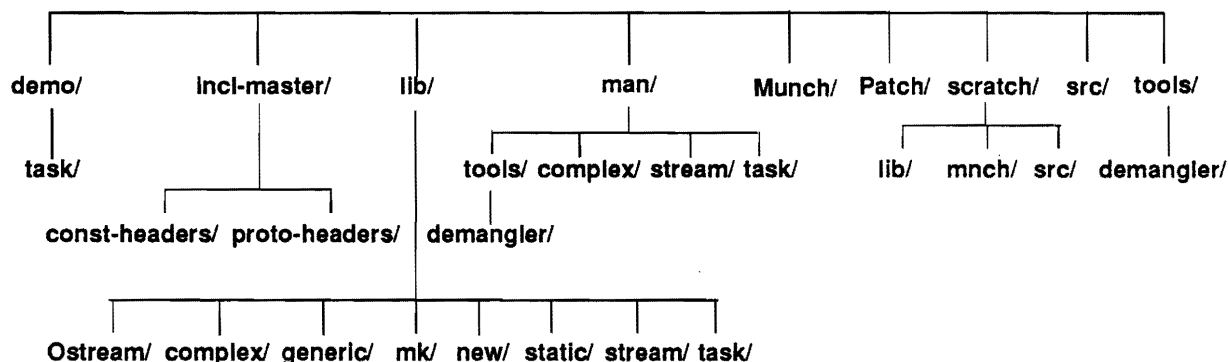 demo/ incl-master/ lib/ man/ Munch/ Patch/ scratch/ src/ tools/
task/ tools/ complex/ stream/ task/ lib/ mnch/ src/ demangler/
const-headers/ proto-headers/ demangler/
Ostream/ complex/ generic/ mk/ new/ static/ stream/ task/